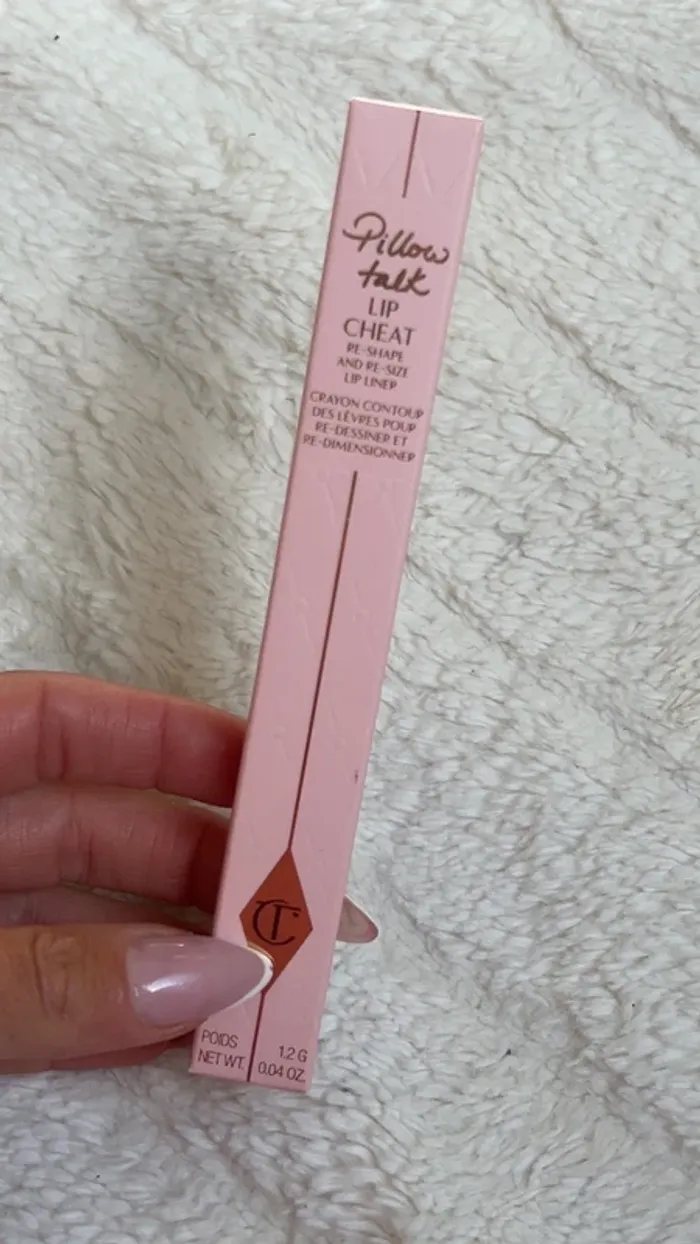 Pillow
talk
LIP
CHEAT
RE-SHAPE
AND RE-SIZE
LIP LINER
CRAYON CONTOUR
DES LÈVRES POUR
RE-DESSINER ET
RE-DIMENSIONNER
CT
POIDS 1.2 G
NET WT. 0.04 OZ.